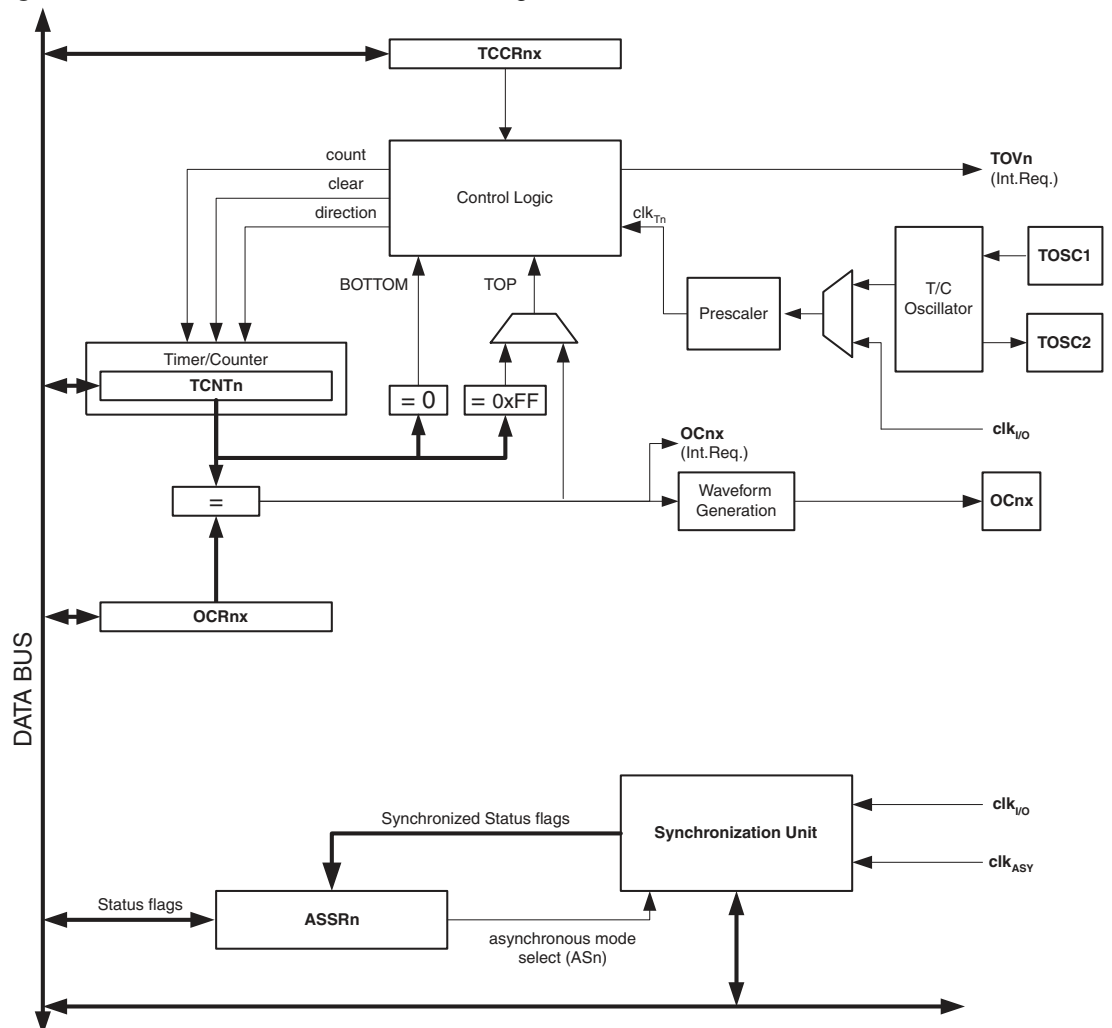 TCCRnx
count
clear
direction
Control Logic
TOVn
(Int.Req.)
clkTn
BOTTOM
TOP
Prescaler
T/C
Oscillator
TOSC1
TOSC2
Timer/Counter
TCNTn
= 0
= 0xFF
OCnx
(Int.Req.)
clkI/O
=
Waveform
Generation
OCnx
OCRnx
DATA BUS
Synchronized Status flags
Synchronization Unit
clkI/O
clkASY
Status flags
ASSRn
asynchronous mode
select (ASn)